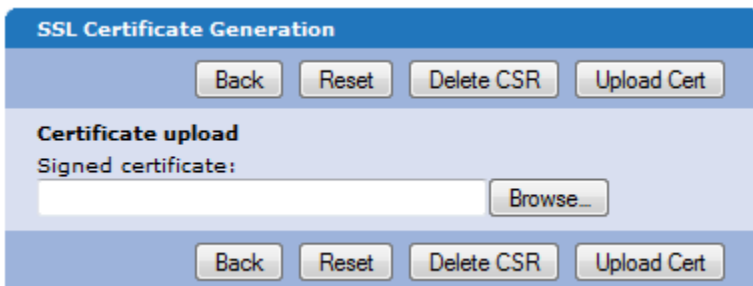 SSL Certificate Generation
Back Reset Delete CSR Upload Cert
Certificate upload
Signed certificate:
Browse...
Back Reset Delete CSR Upload Cert